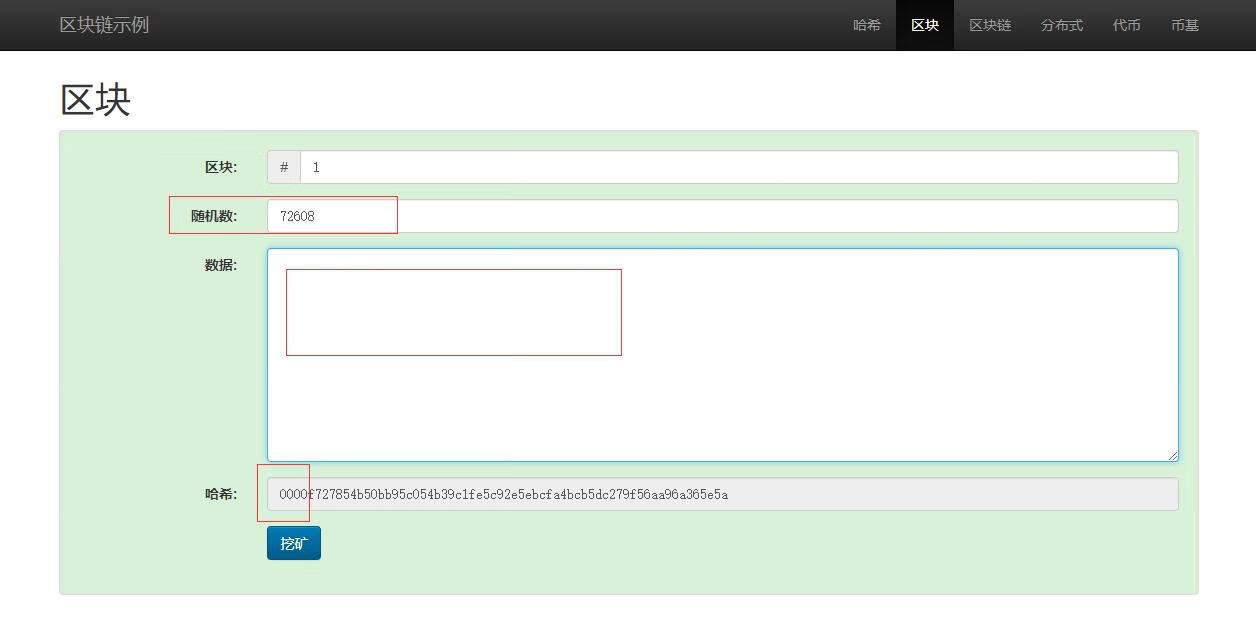 区块链示例 哈希 区块 区块链 分布式 代币 币基
区块
区块: # 1
随机数: 72608
数据:
哈希: 0000f727854b50bb95c054b39c1fe5c92e5ebcfa4bcb5dc279f56aa96a365e5a
挖矿